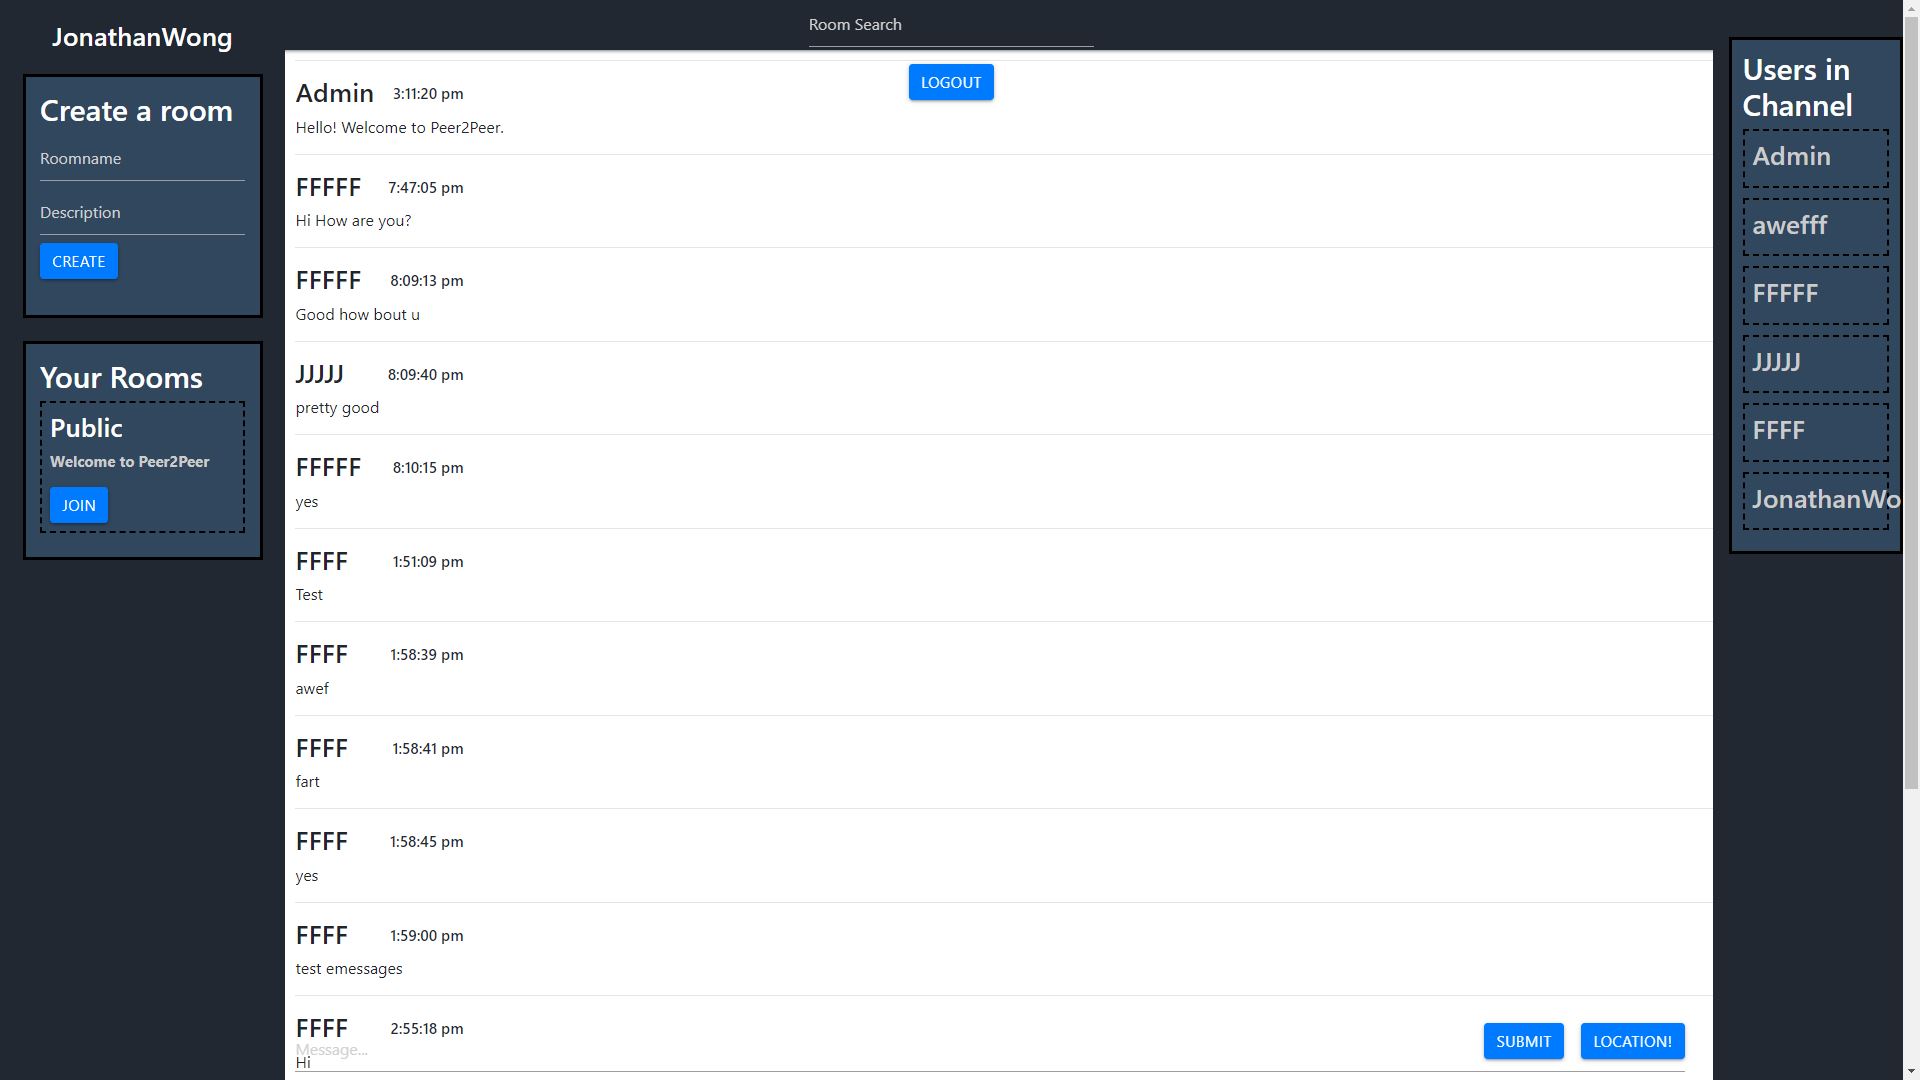 JonathanWong
Create a room
Roomname
Description
CREATE
Your Rooms
Public
Welcome to Peer2Peer
JOIN
Room Search
LOGOUT
Admin 3:11:20 pm
Hello! Welcome to Peer2Peer.
FFFFF 7:47:05 pm
Hi How are you?
FFFFF 8:09:13 pm
Good how bout u
JJJJJ 8:09:40 pm
pretty good
FFFFF 8:10:15 pm
yes
FFFF 1:51:09 pm
Test
FFFF 1:58:39 pm
awef
FFFF 1:58:41 pm
fart
FFFF 1:58:45 pm
yes
FFFF 1:59:00 pm
test emessages
FFFF 2:55:18 pm
Message...
Hi
SUBMIT LOCATION!
Users in
Channel
Admin
awefff
FFFFF
JJJJJ
FFFF
JonathanWo